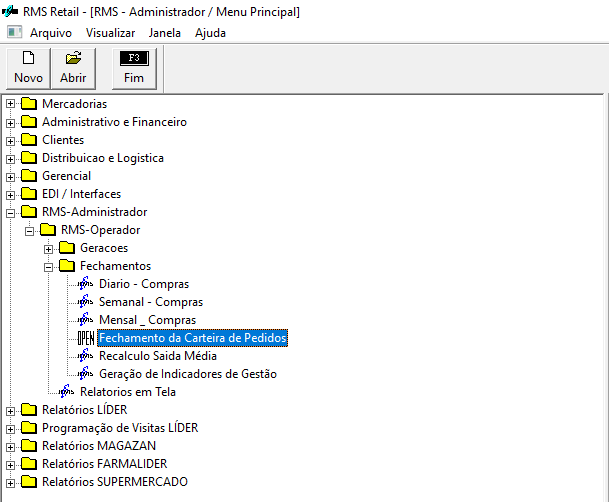 RMS Retail - [RMS - Administrador / Menu Principal]
Arquivo Visualizar Janela Ajuda
F3
Novo Abrir Fim
Mercadorias
Administrativo e Financeiro
Clientes
Distribuicao e Logistica
Gerencial
EDI / Interfaces
RMS-Administrador
RMS-Operador
Geracoes
Fechamentos
Diario - Compras
Semanal - Compras
Mensal _ Compras
OPEN Fechamento da Carteira de Pedidos
Recalculo Saida Média
Geração de Indicadores de Gestão
Relatorios em Tela
Relatórios LÍDER
Programação de Visitas LÍDER
Relatórios MAGAZAN
Relatórios FARMALIDER
Relatórios SUPERMERCADO